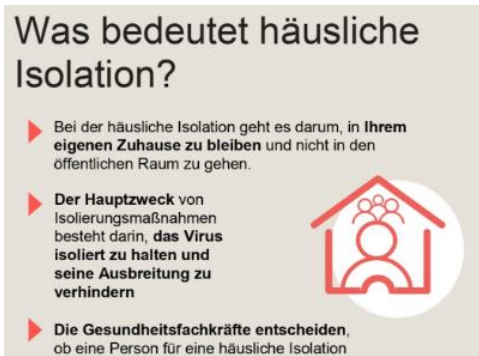 Was bedeutet häusliche
Isolation?
Bei der häusliche Isolation geht es darum, in Ihrem
eigenen Zuhause zu bleiben und nicht in den
öffentlichen Raum zu gehen.
Der Hauptzweck von
Isolierungsmaßnahmen
besteht darin, das Virus
isoliert zu halten und
seine Ausbreitung zu
verhindern
Die Gesundheitsfachkräfte entscheiden,
ob eine Person für eine häusliche Isolation